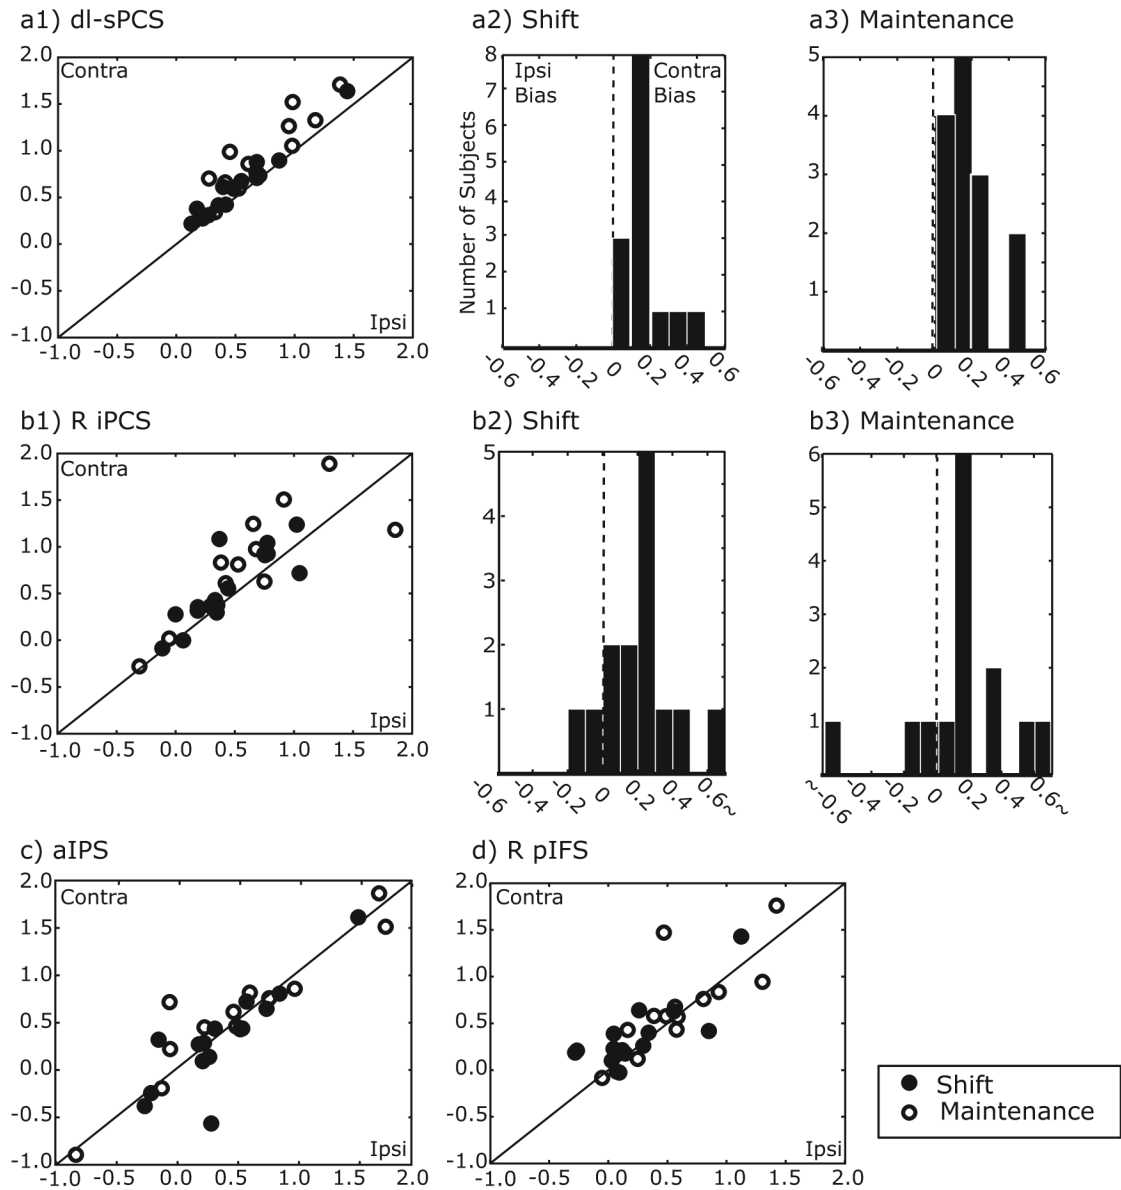 a1) dl-sPCS
a2) Shift
a3) Maintenance
2.0
1.5
1.0
0.5
0.0
-0.5
-1.0
Contra
Ipsi
-1.0 -0.5 0.0 0.5 1.0 1.5 2.0
Number of Subjects
8
7
6
5
4
3
2
1
Ipsi
Bias
Contra
Bias
-0.6 -0.4 -0.2 0 0.2 0.4 0.6
5
4
3
2
1
-0.6 -0.4 -0.2 0 0.2 0.4 0.6
b1) R iPCS
b2) Shift
b3) Maintenance
2.0
1.5
1.0
0.5
0.0
-0.5
-1.0
Contra
Ipsi
-1.0 -0.5 0.0 0.5 1.0 1.5 2.0
5
4
3
2
1
-0.6 -0.4 -0.2 0 0.2 0.4 0.6~
6
5
4
3
2
1
~-0.6 -0.4 -0.2 0 0.2 0.4 0.6~
c) aIPS
d) R pIFS
2.0
1.5
1.0
0.5
0.0
-0.5
-1.0
Contra
Ipsi
-1.0 -0.5 0.0 0.5 1.0 1.5 2.0
2.0
1.5
1.0
0.5
0.0
-0.5
-1.0
Contra
Ipsi
-1.0 -0.5 0.0 0.5 1.0 1.5 2.0
Shift
Maintenance